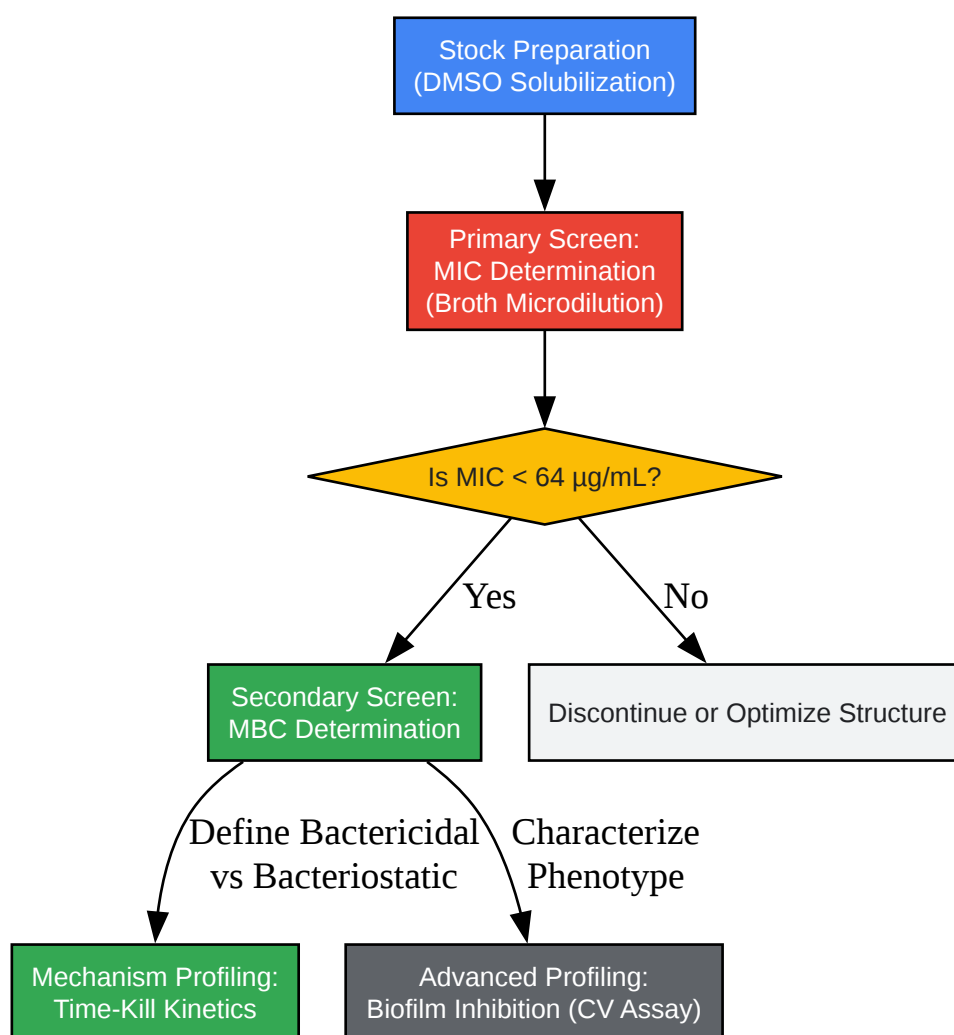 Stock Preparation
(DMSO Solubilization)
Primary Screen:
MIC Determination
(Broth Microdilution)
Is MIC < 64 µg/mL?
Yes
No
Secondary Screen:
MBC Determination
Discontinue or Optimize Structure
Define Bactericidal
vs Bacteriostatic
Characterize
Phenotype
Mechanism Profiling:
Time-Kill Kinetics
Advanced Profiling:
Biofilm Inhibition (CV Assay)